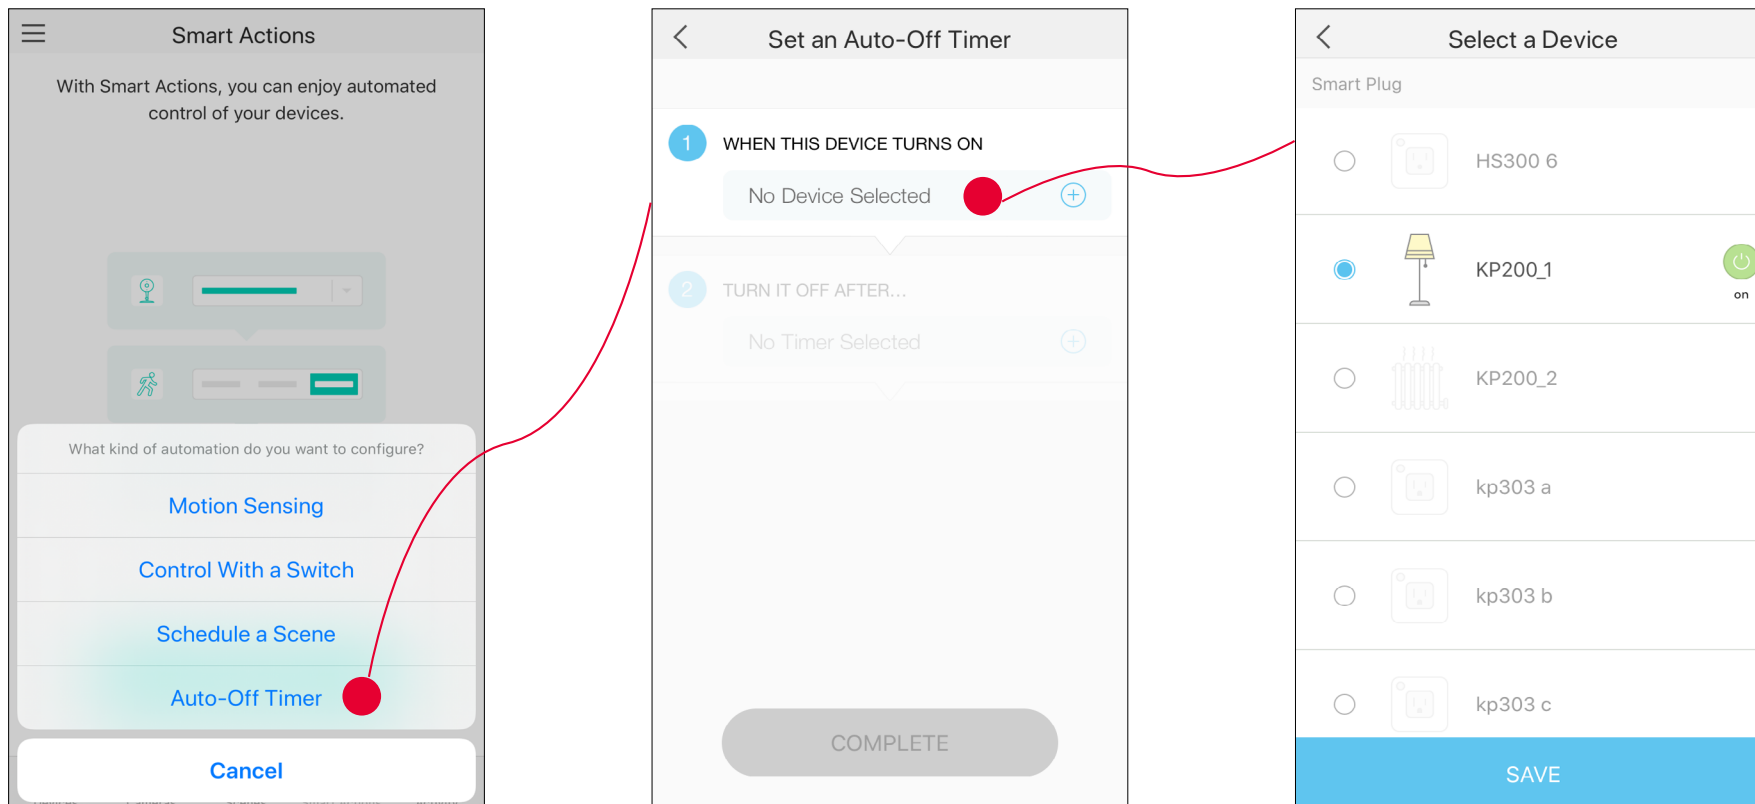 Smart Actions
With Smart Actions, you can enjoy automated
control of your devices.
What kind of automation do you want to configure?
Motion Sensing
Control With a Switch
Schedule a Scene
Auto-Off Timer
Cancel
Set an Auto-Off Timer
1 WHEN THIS DEVICE TURNS ON
No Device Selected
2 TURN IT OFF AFTER...
No Timer Selected
COMPLETE
Select a Device
Smart Plug
HS300 6
KP200_1
on
KP200_2
kp303 a
kp303 b
kp303 c
SAVE